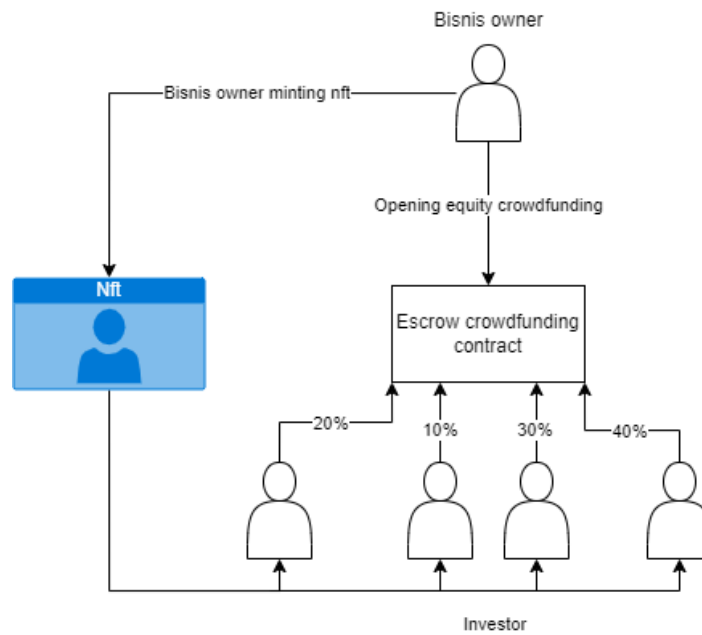 Bisnis owner
Bisnis owner minting nft
Opening equity crowdfunding
Nft
Escrow crowdfunding
contract
20%
10%
30%
40%
Investor